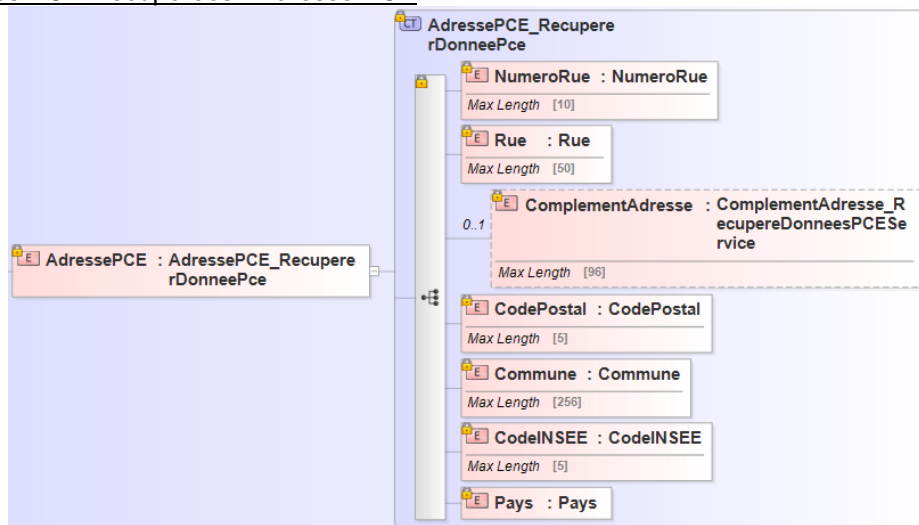 CT AdressePCE_Recupere
rDonneePce
E NumeroRue : NumeroRue
Max Length [10]
E Rue : Rue
Max Length [50]
0..1
E ComplementAdresse : ComplementAdresse_R
ecupereDonneesPCESe
rvice
Max Length [96]
E AdressePCE : AdressePCE_Recupere
rDonneePce
E CodePostal : CodePostal
Max Length [5]
E Commune : Commune
Max Length [256]
E CodeINSEE : CodeINSEE
Max Length [5]
E Pays : Pays